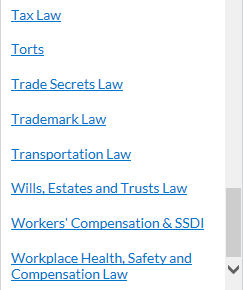 Tax Law
Torts
Trade Secrets Law
Trademark Law
Transportation Law
Wills, Estates and Trusts Law
Workers' Compensation & SSDI
Workplace Health, Safety and
Compensation Law